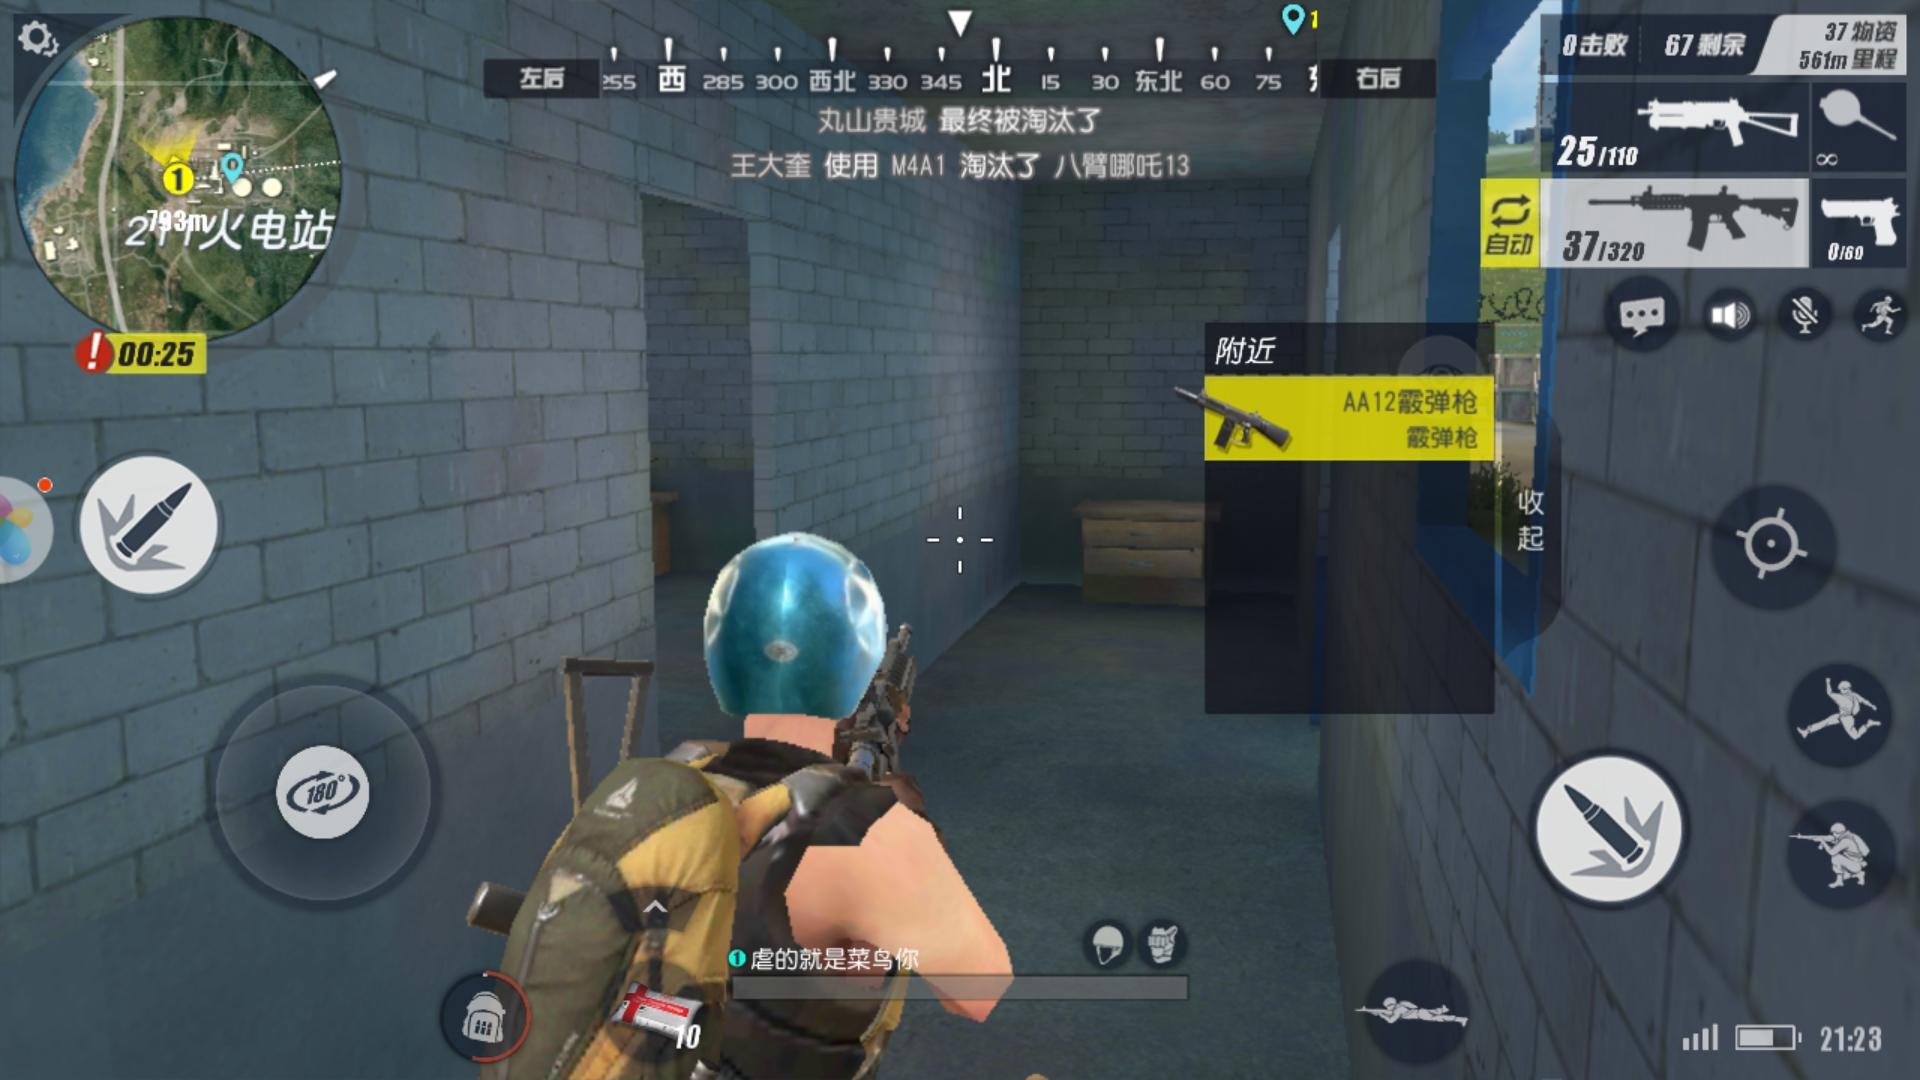 左后 255 西 285 300 西北 330 345 北 15 30 东北 60 75 右后
1
0击败 67剩余 37物资
561m里程
丸山贵城 最终被淘汰了
王大奎 使用 M4A1 淘汰了 八臂哪吒13
25/110
∞
自动
37/320
0/60
1
793m
火电站
! 00:25
附近
AA12霰弹枪
霰弹枪
收起
180°
1 虐的就是菜鸟你
10
21:23